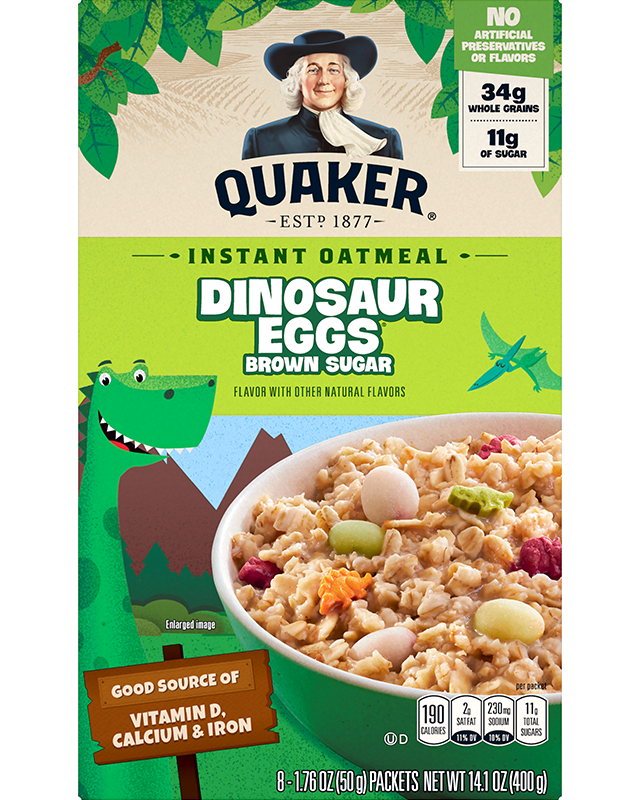 NO
ARTIFICIAL
PRESERVATIVES
OR FLAVORS
34g
WHOLE GRAINS
11g
OF SUGAR
QUAKER®
ESTD 1877
INSTANT OATMEAL
DINOSAUR
EGGS®
BROWN SUGAR
FLAVOR WITH OTHER NATURAL FLAVORS
Enlarged image
GOOD SOURCE OF
VITAMIN D,
CALCIUM & IRON
per packet
190
CALORIES
2g
SAT FAT
11% DV
230mg
SODIUM
10% DV
11g
TOTAL
SUGARS
U D
8 - 1.76 OZ (50g) PACKETS NET WT 14.1 OZ (400g)